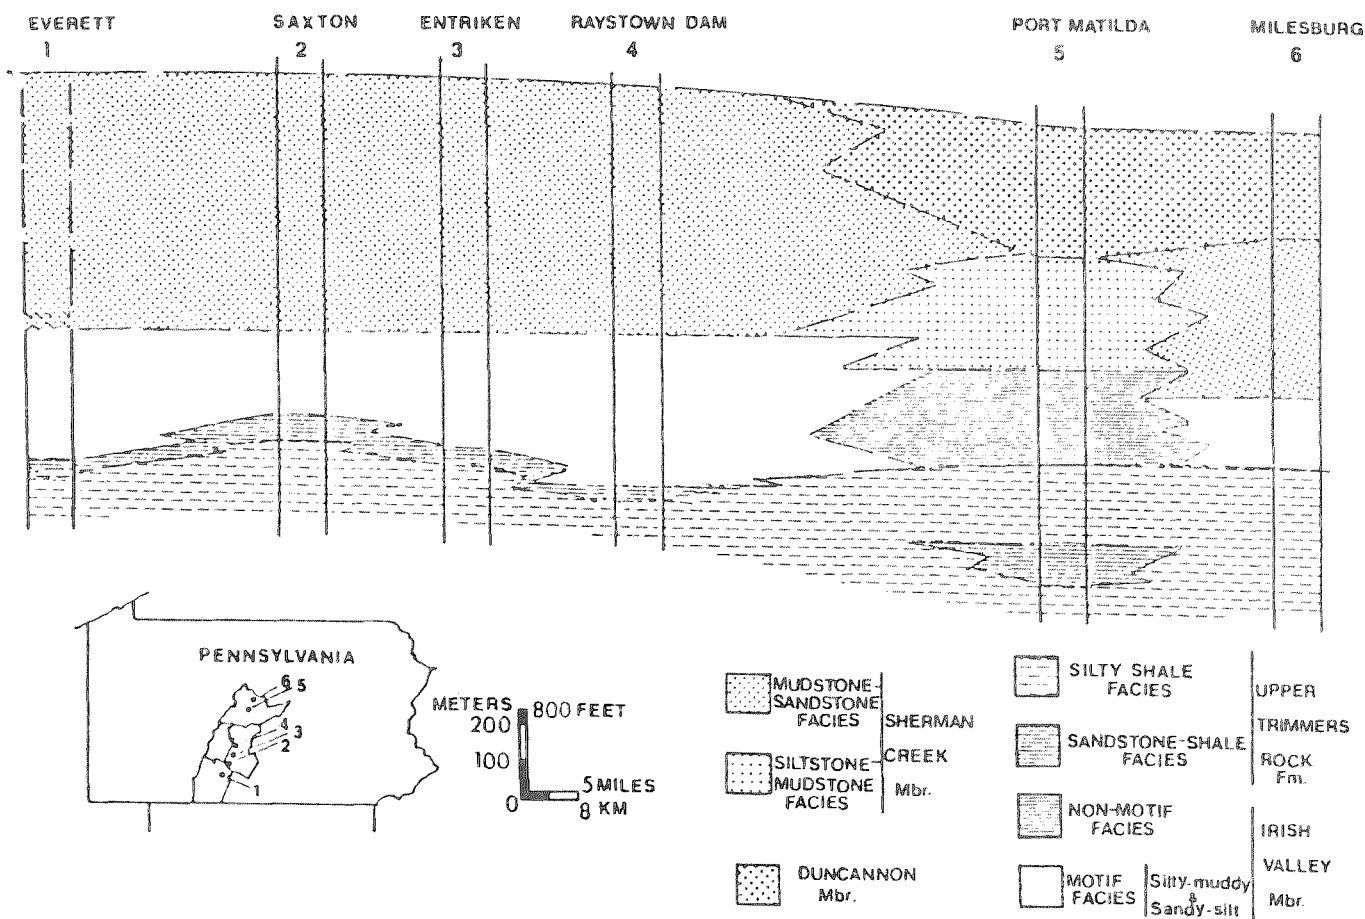 EVERETT
1
SAXTON
2
ENTRIKEN
3
RAYSTOWN DAM
4
PORT MATILDA
5
MILESBURG
6
PENNSYLVANIA
6
5
4
3
2
1
METERS
200
100
0
800 FEET
5 MILES
8 KM
MUDSTONE-
SANDSTONE
FACIES
SILTSTONE-
MUDSTONE
FACIES
SHERMAN
CREEK
Mbr.
DUNCANNON
Mbr.
SILTY SHALE
FACIES
SANDSTONE-SHALE
FACIES
UPPER
TRIMMERS
ROCK
Fm.
NON-MOTIF
FACIES
MOTIF
FACIES
Silty-muddy
&
Sandy-silt
IRISH
VALLEY
Mbr.